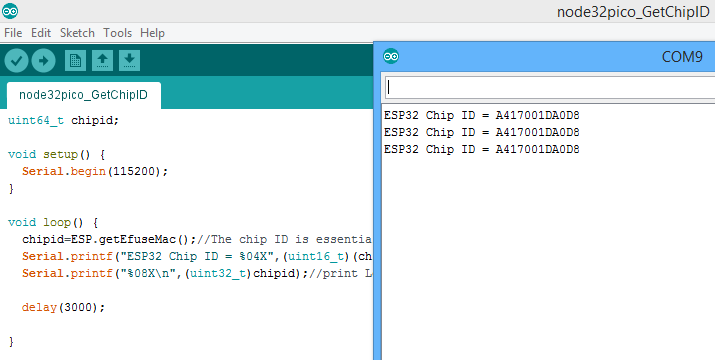 node32pico_GetChipID
File Edit Sketch Tools Help
node32pico_GetChipID
uint64_t chipid;
void setup() {
Serial.begin(115200);
}
void loop() {
chipid=ESP.getEfuseMac();//The chip ID is essentia
Serial.printf("ESP32 Chip ID = %04X",(uint16_t)(ch
Serial.printf("%08X\n",(uint32_t)chipid);//print L
delay(3000);
}
COM9
ESP32 Chip ID = A417001DA0D8
ESP32 Chip ID = A417001DA0D8
ESP32 Chip ID = A417001DA0D8